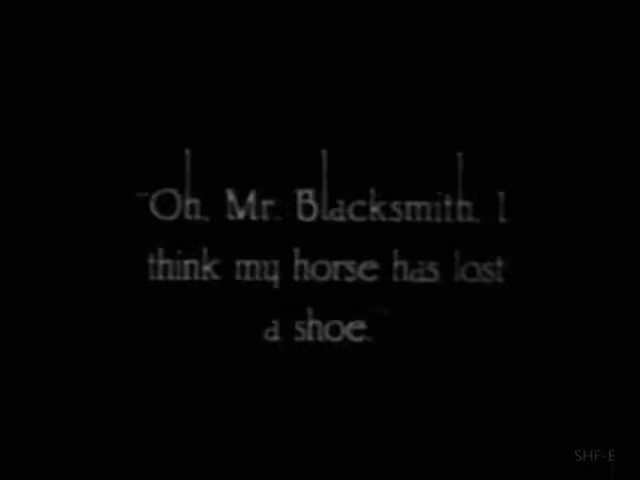 "Oh, Mr. Blacksmith, I
think my horse has lost
a shoe."
SHF-E